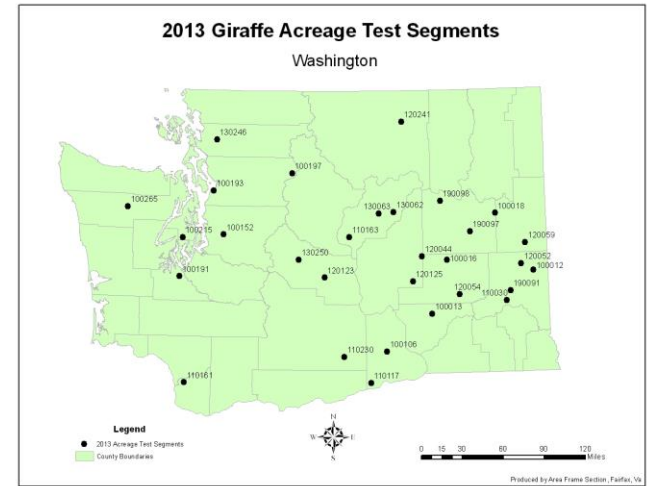 2013 Giraffe Acreage Test Segments
Washington
120241
130246
100197
100193
100265
190098
130063 130062
100018
100215
100152
110163
190097
120059
130250
120044
100016
120052
100012
100191
120123
120125
190091
120054
100013
100106
110230
110161
110117
N
W E
S
Legend
2013 Acreage Test Segments
County Boundaries
0 15 30 60 90 120
Miles
Produced by Area Frame Section, Fairfax, Va